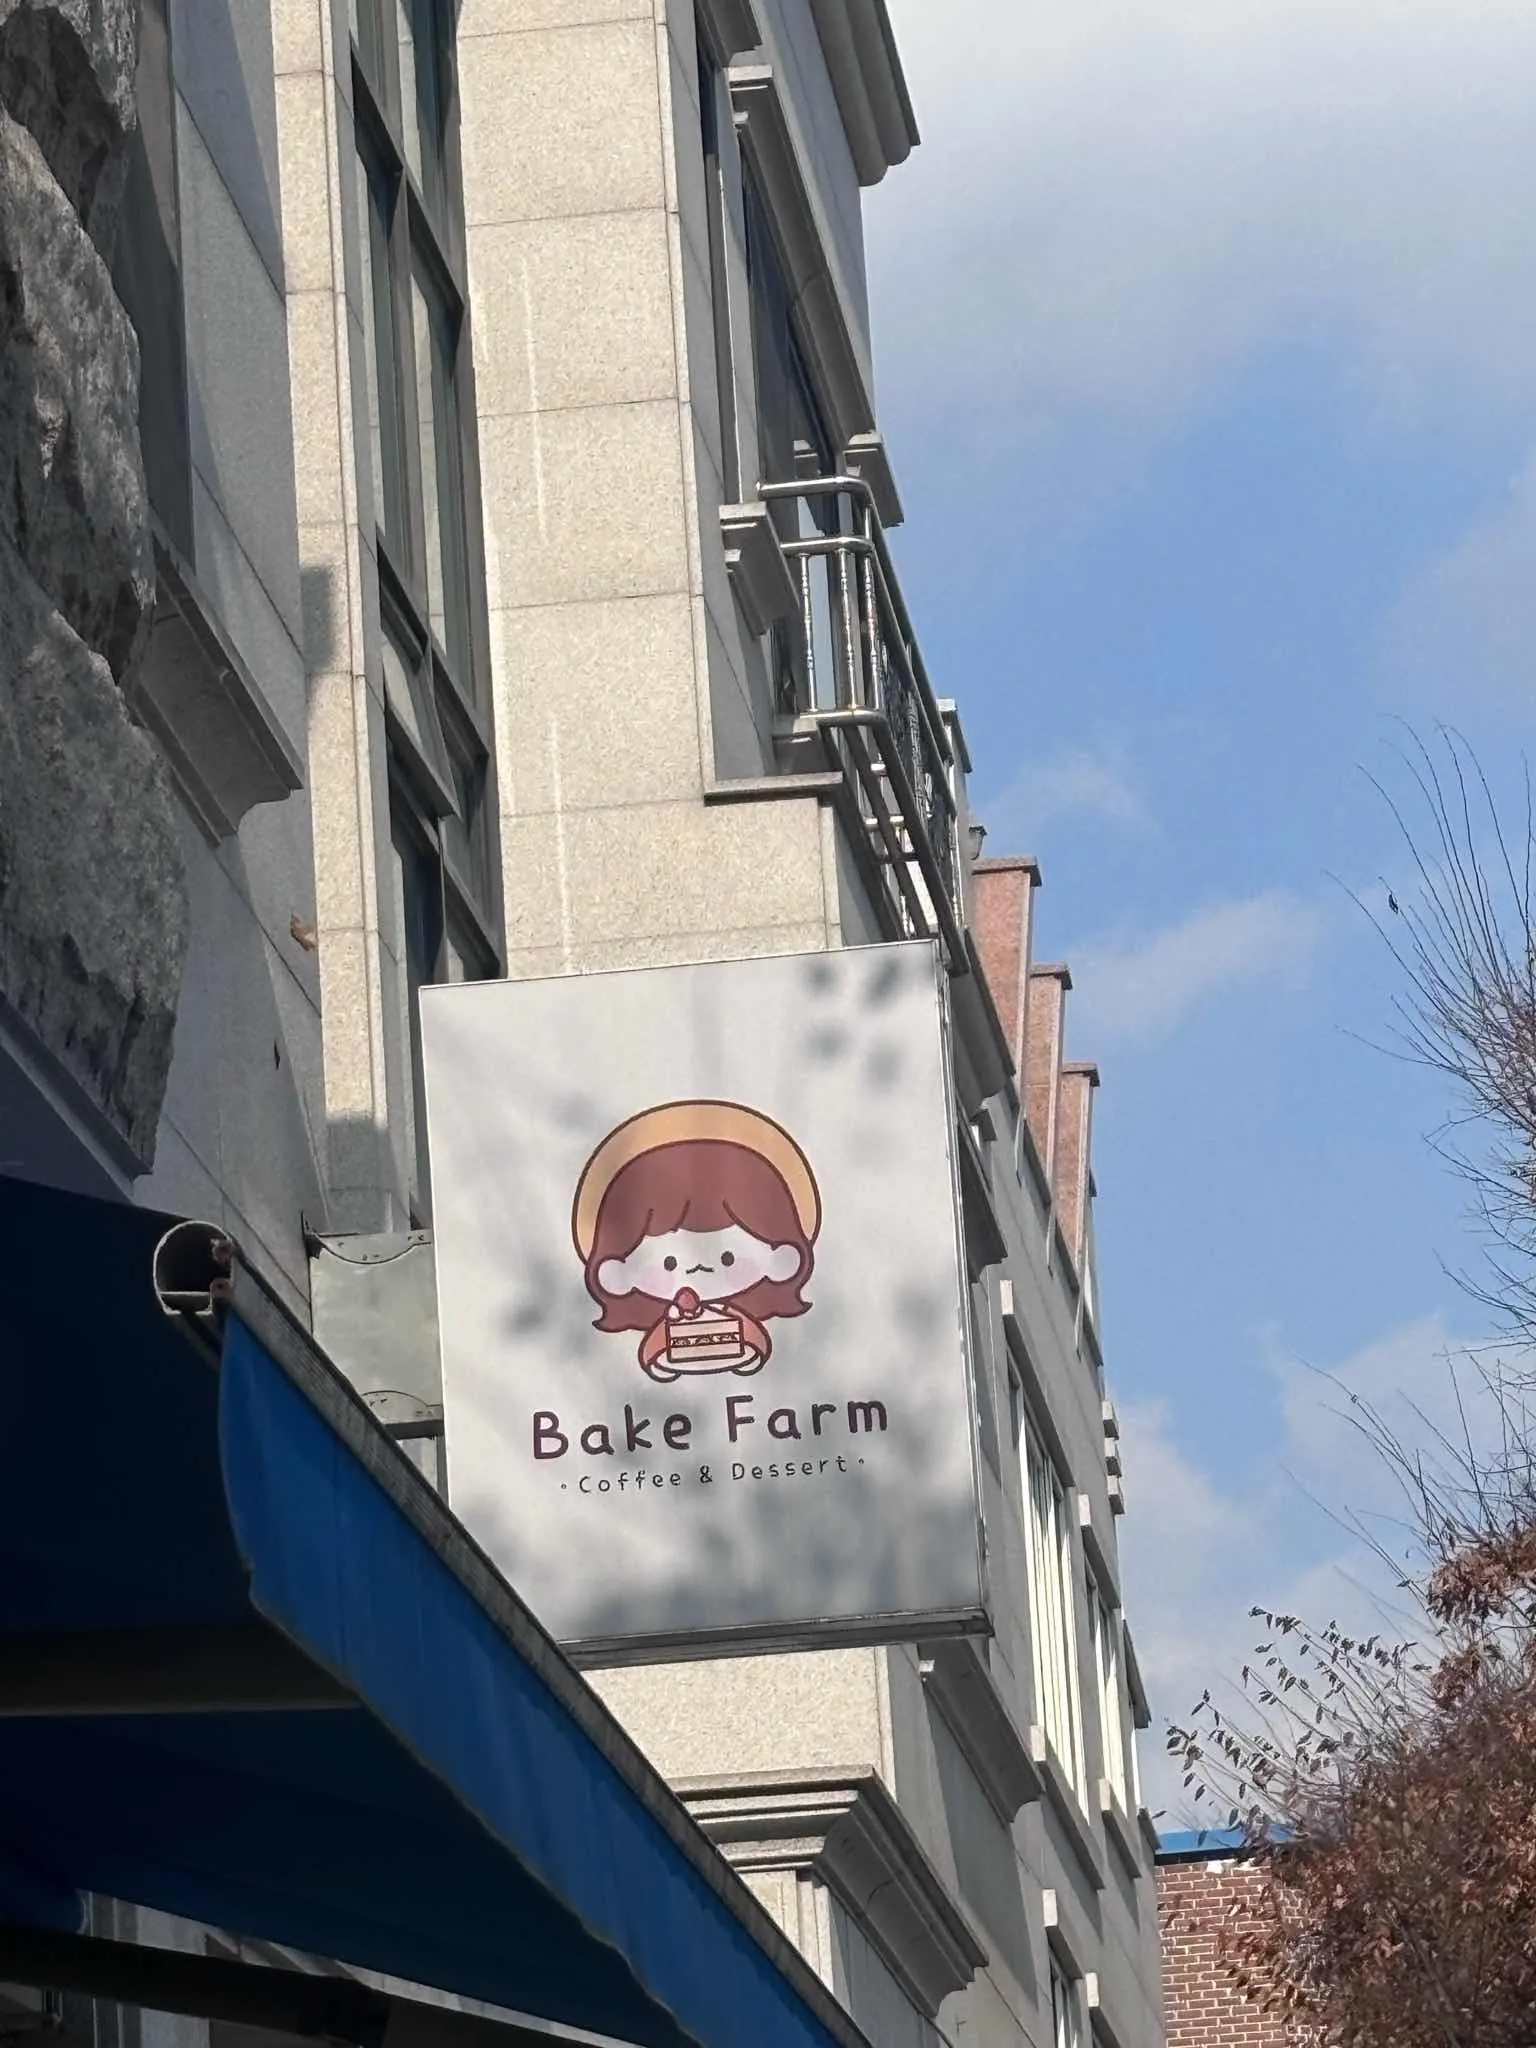 Bake Farm
•Coffee & Dessert•